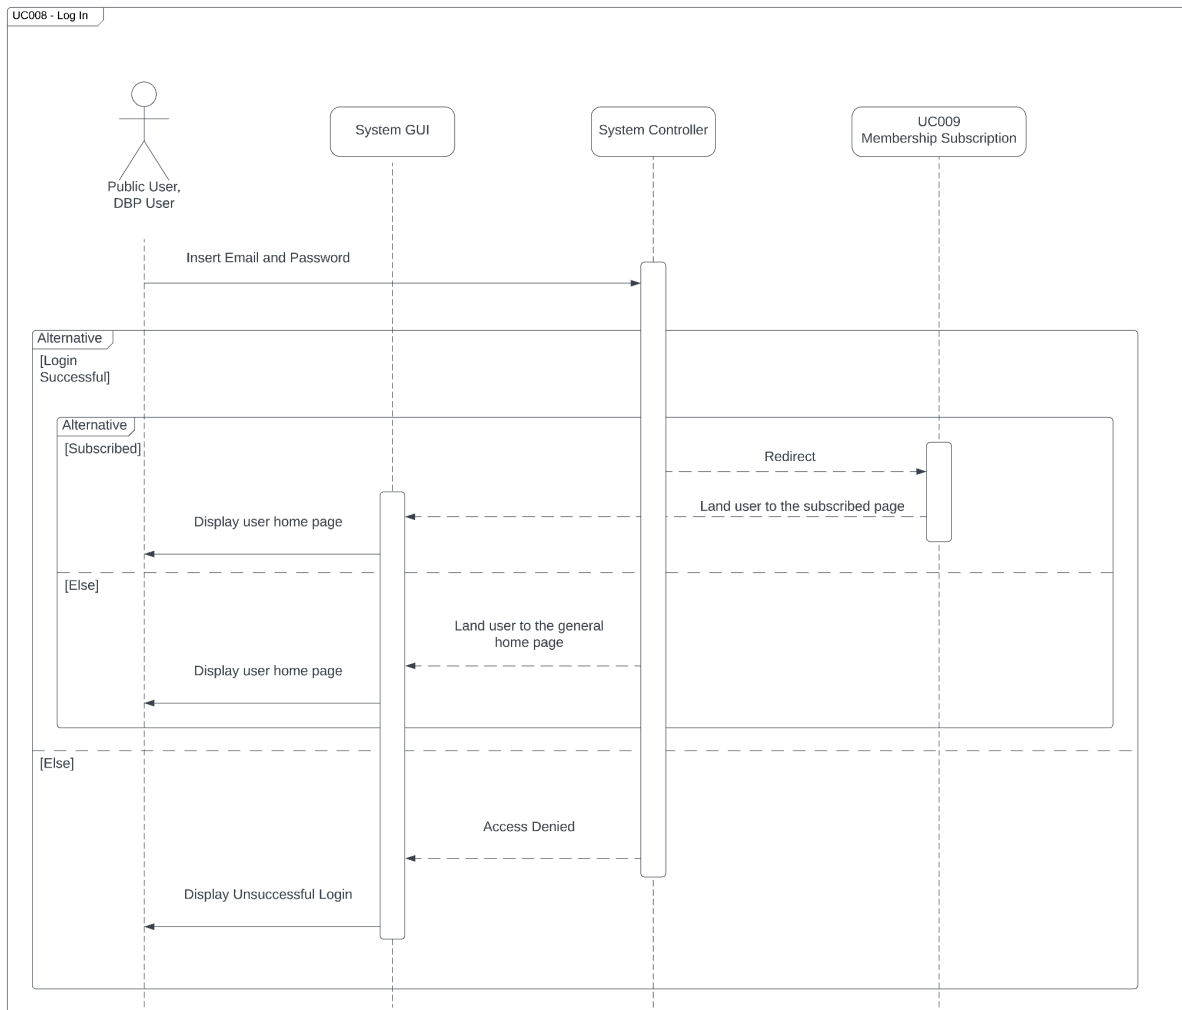 UC008 - Log In
Public User,
DBP User
System GUI
System Controller
UC009
Membership Subscription
Insert Email and Password
Alternative
[Login
Successful]
Alternative
[Subscribed]
Redirect
Land user to the subscribed page
Display user home page
[Else]
Land user to the general
home page
Display user home page
[Else]
Access Denied
Display Unsuccessful Login